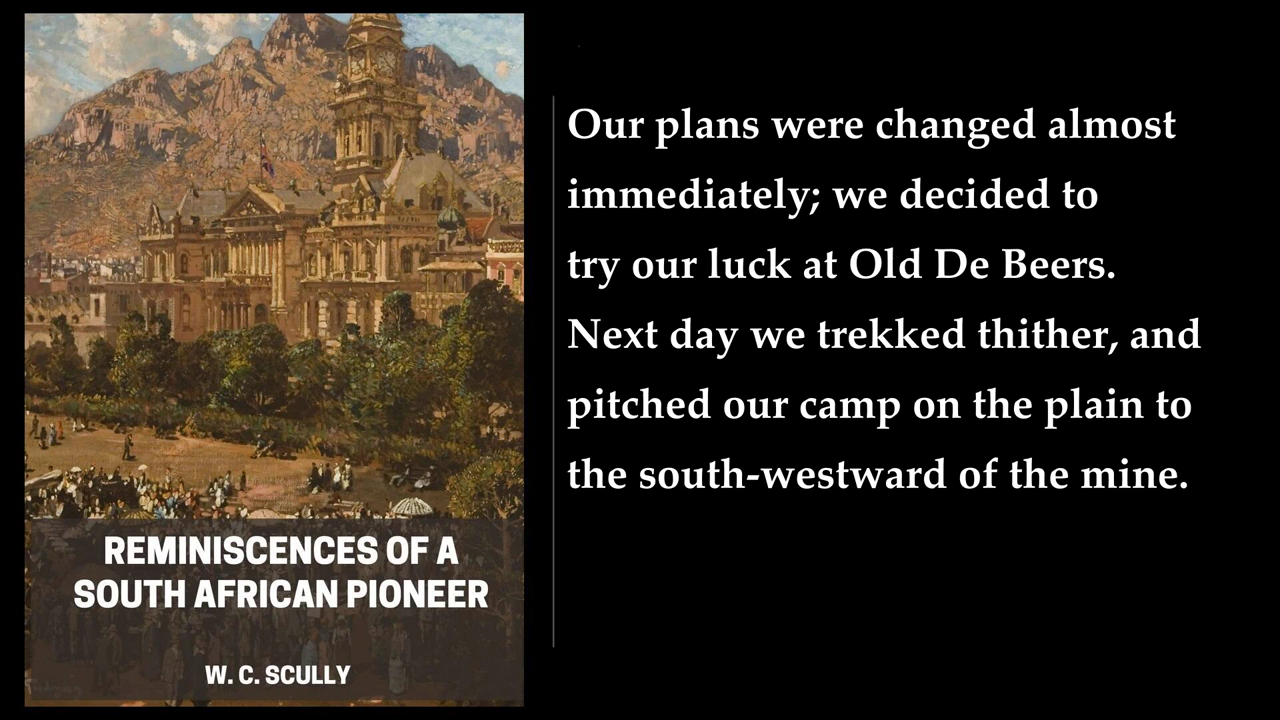 Our plans were changed almost
immediately; we decided to
try our luck at Old De Beers.
Next day we trekked thither, and
pitched our camp on the plain to
the south-westward of the mine.
REMINISCENCES OF A
SOUTH AFRICAN PIONEER
W. C. SCULLY